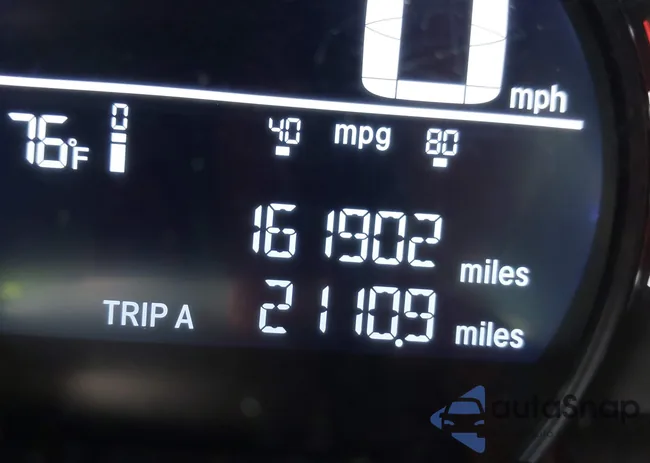 0 mph
76°F 0 40 mpg 80
161902 miles
TRIP A 2110.9 miles
autoSnap